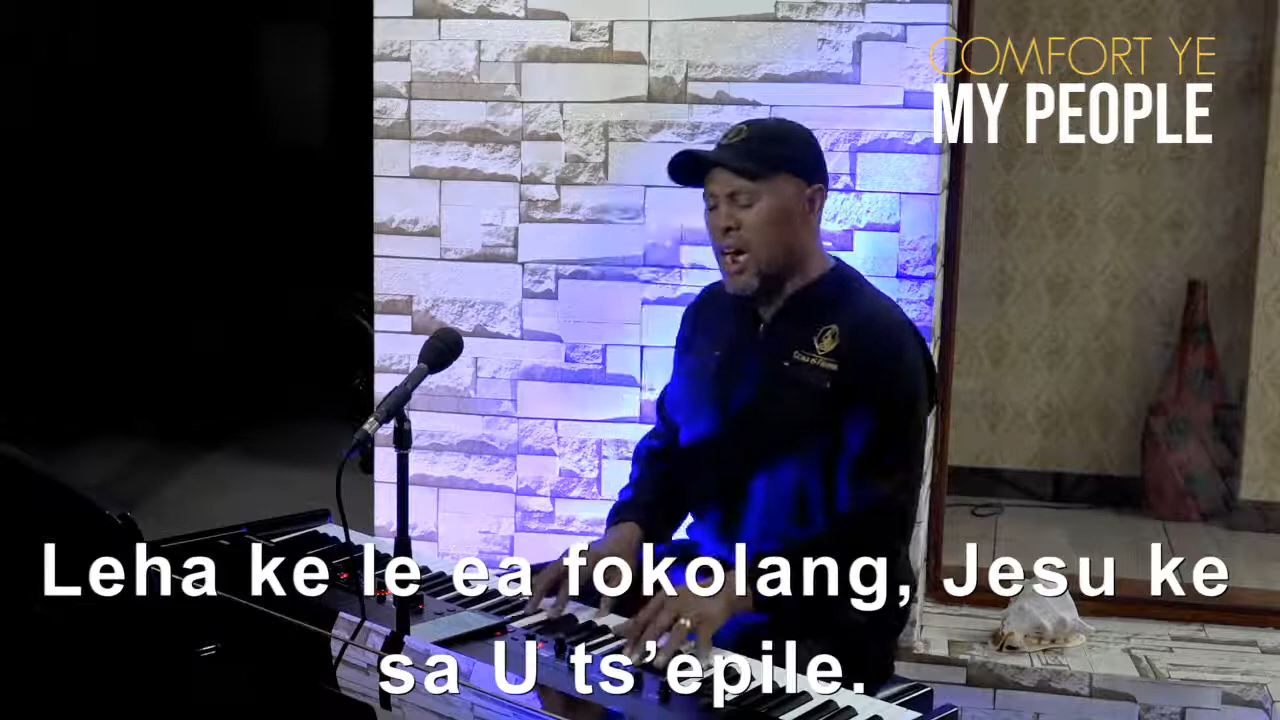 COMFORT YE
MY PEOPLE
Leha ke le ea fokolang, Jesu ke
sa U ts’epile.